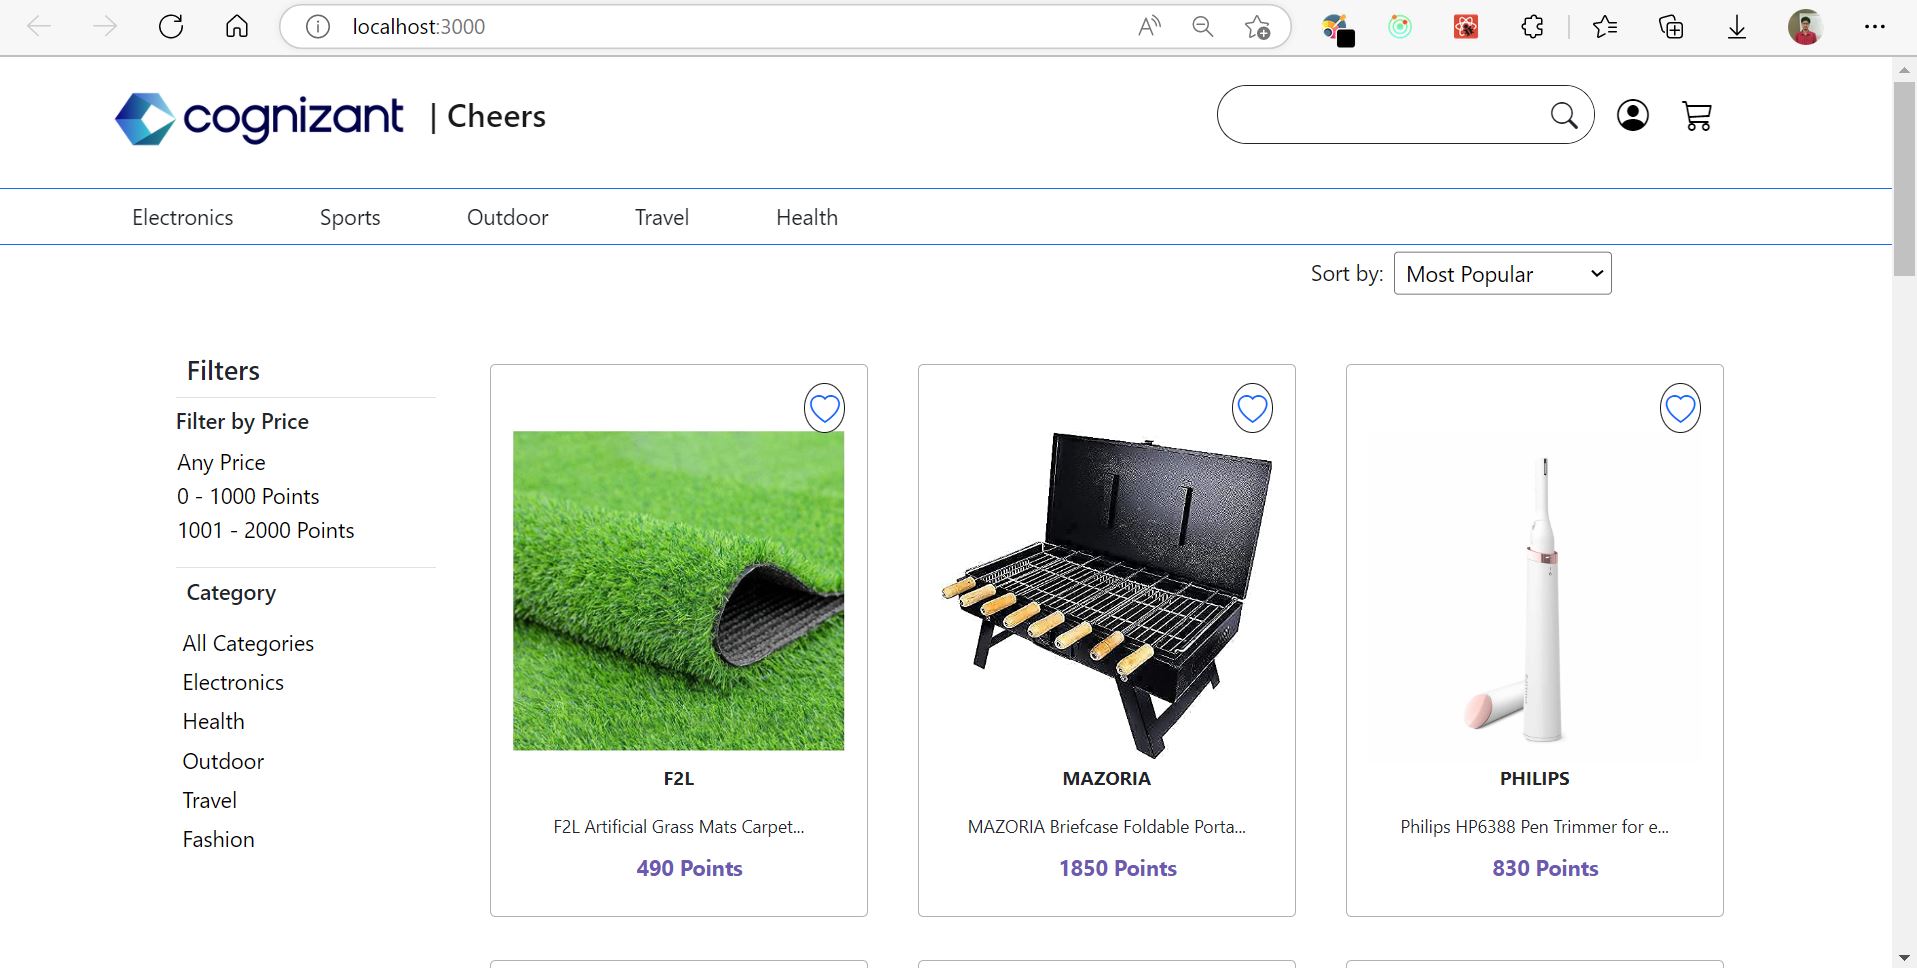 localhost:3000
cognizant | Cheers
Electronics Sports Outdoor Travel Health
Sort by: Most Popular
Filters
Filter by Price
Any Price
0 - 1000 Points
1001 - 2000 Points
Category
All Categories
Electronics
Health
Outdoor
Travel
Fashion
F2L
F2L Artificial Grass Mats Carpet...
490 Points
MAZORIA
MAZORIA Briefcase Foldable Porta...
1850 Points
PHILIPS
Philips HP6388 Pen Trimmer for e...
830 Points